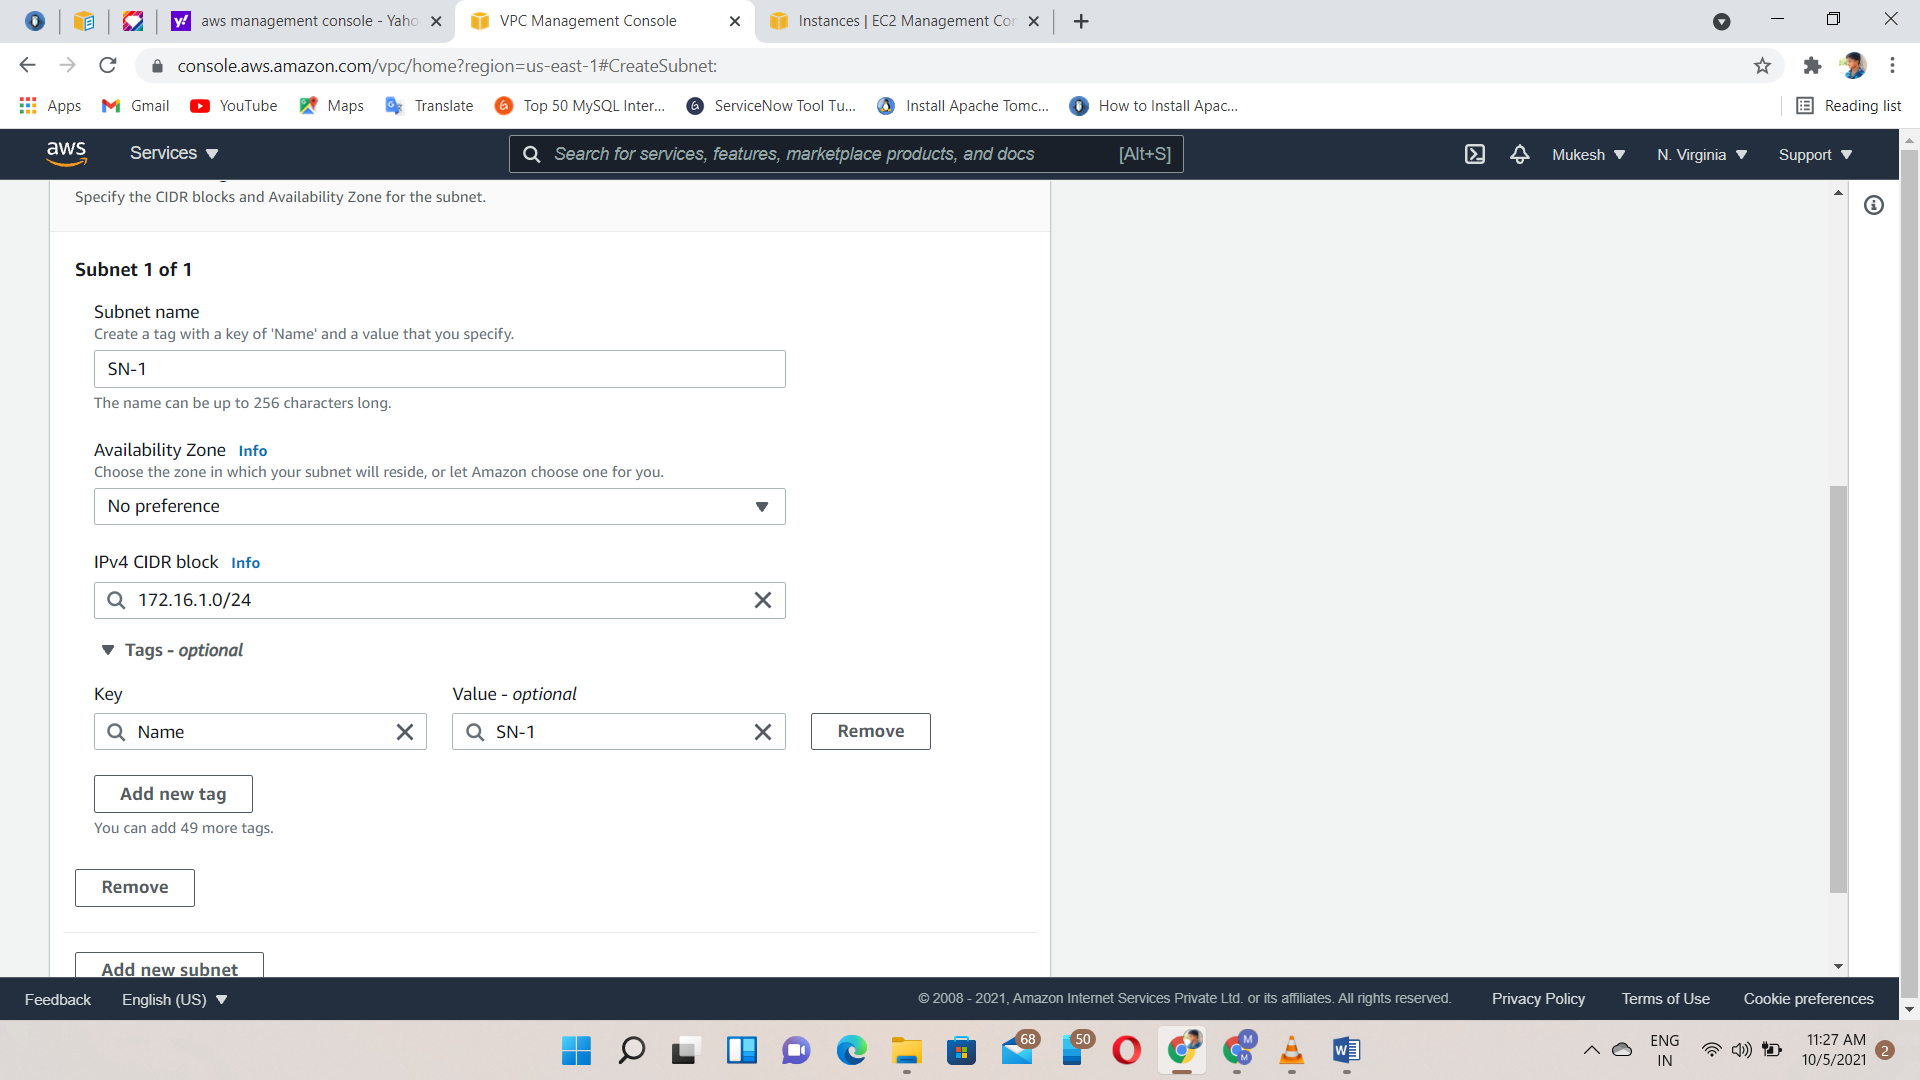 aws management console - Yaho
VPC Management Console
Instances | EC2 Management Con
console.aws.amazon.com/vpc/home?region=us-east-1#CreateSubnet:
Apps
Gmail
YouTube
Maps
Translate
Top 50 MySQL Inter...
ServiceNow Tool Tu...
Install Apache Tomc...
How to Install Apac...
Reading list
aws
Services
Search for services, features, marketplace products, and docs
[Alt+S]
Mukesh
N. Virginia
Support
Specify the CIDR blocks and Availability Zone for the subnet.
Subnet 1 of 1
Subnet name
Create a tag with a key of 'Name' and a value that you specify.
SN-1
The name can be up to 256 characters long.
Availability Zone Info
Choose the zone in which your subnet will reside, or let Amazon choose one for you.
No preference
IPv4 CIDR block Info
172.16.1.0/24
Tags - optional
Key
Value - optional
Name
SN-1
Remove
Add new tag
You can add 49 more tags.
Remove
Add new subnet
Feedback
English (US)
© 2008 - 2021, Amazon Internet Services Private Ltd. or its affiliates. All rights reserved.
Privacy Policy
Terms of Use
Cookie preferences
68
50
M
M
ENG
IN
11:27 AM
10/5/2021
2